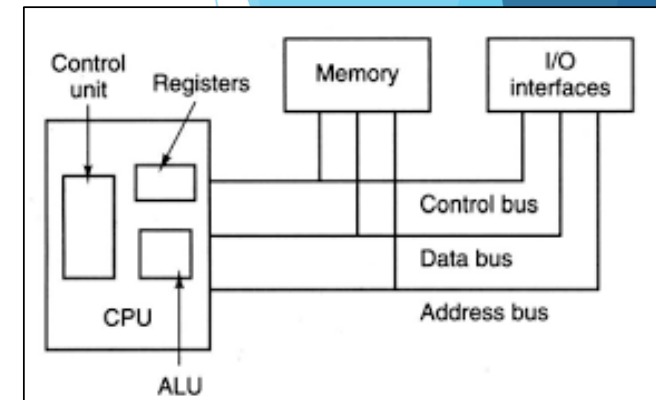 Control
unit
Registers
Memory
I/O
interfaces
Control bus
Data bus
Address bus
CPU
ALU